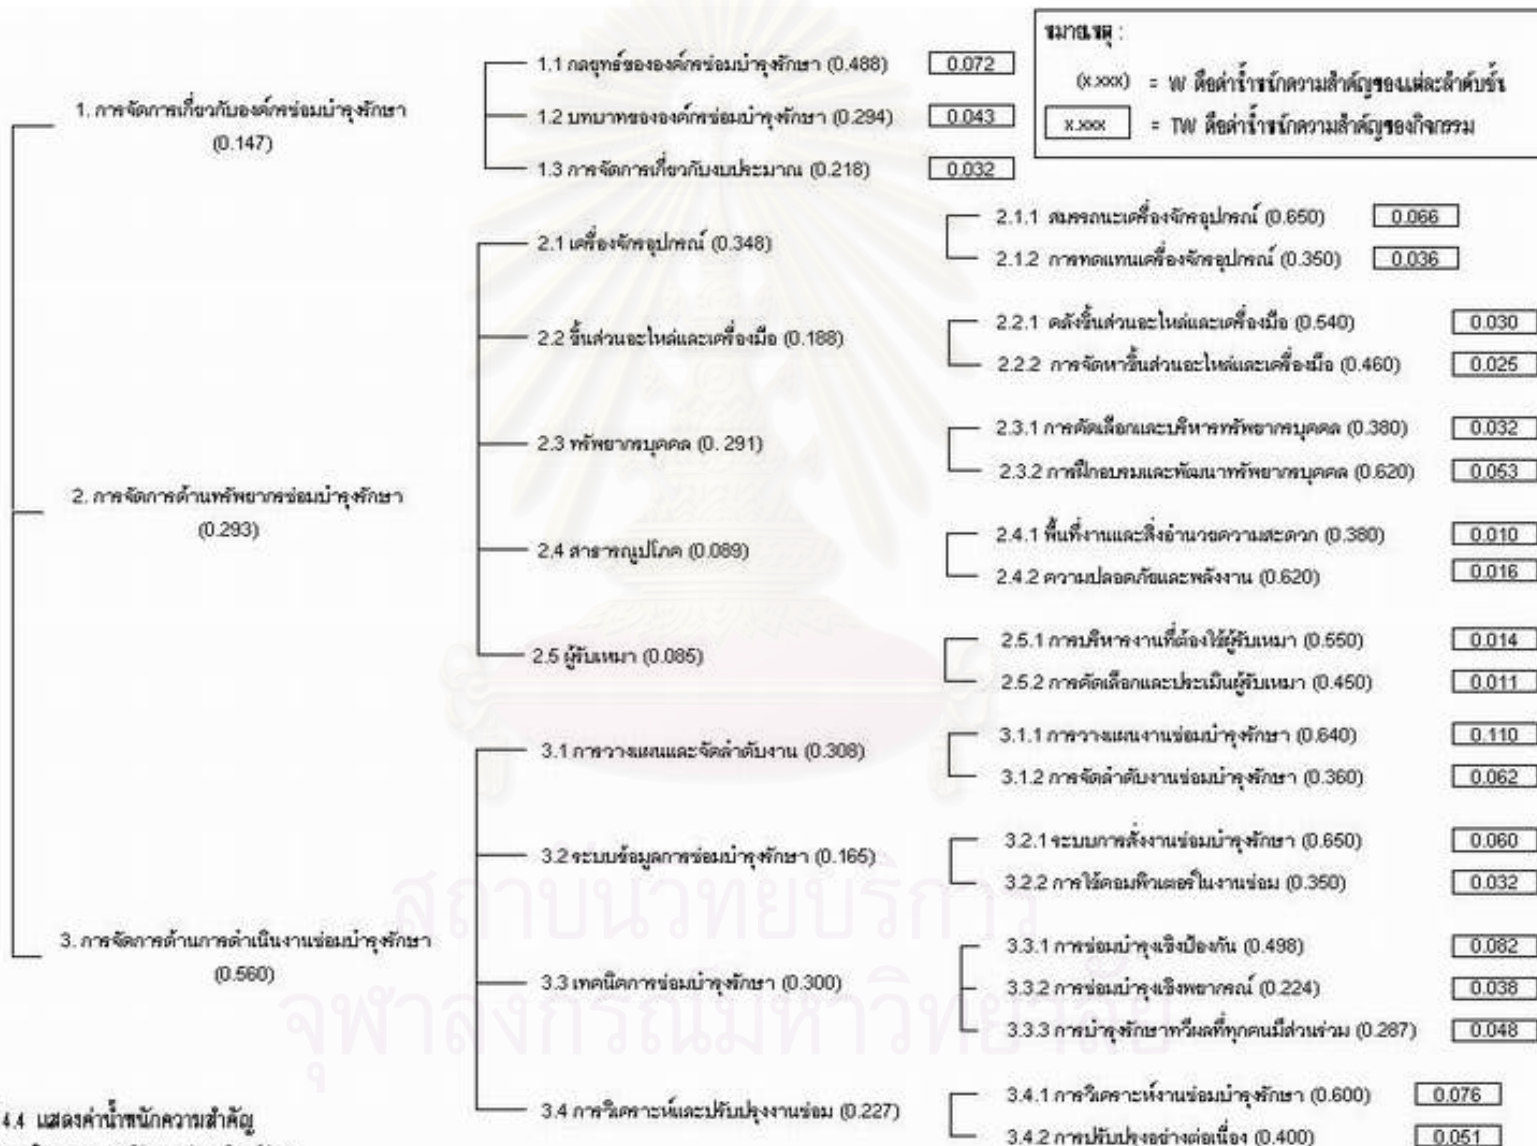 หมายเหตุ :
(x.xxx) = W คือค่าน้ำหนักความสำคัญของแต่ละลำดับชั้น
x.xxx = TW คือค่าน้ำหนักความสำคัญของกิจกรรม
1. การจัดการเกี่ยวกับองค์กรซ่อมบำรุงรักษา
(0.147)
1.1 กลยุทธ์ขององค์กรซ่อมบำรุงรักษา (0.488) 0.072
1.2 บทบาทขององค์กรซ่อมบำรุงรักษา (0.294) 0.043
1.3 การจัดการเกี่ยวกับงบประมาณ (0.218) 0.032
2. การจัดการด้านทรัพยากรซ่อมบำรุงรักษา
(0.293)
2.1 เครื่องจักรอุปกรณ์ (0.348)
2.1.1 สมรรถนะเครื่องจักรอุปกรณ์ (0.650) 0.066
2.1.2 การทดแทนเครื่องจักรอุปกรณ์ (0.350) 0.036
2.2 ชิ้นส่วนอะไหล่และเครื่องมือ (0.188)
2.2.1 คลังชิ้นส่วนอะไหล่และเครื่องมือ (0.540) 0.030
2.2.2 การจัดหาชิ้นส่วนอะไหล่และเครื่องมือ (0.460) 0.025
2.3 ทรัพยากรบุคคล (0. 291)
2.3.1 การคัดเลือกและบริหารทรัพยากรบุคคล (0.380) 0.032
2.3.2 การฝึกอบรมและพัฒนาทรัพยากรบุคคล (0.620) 0.053
2.4 สาธารณูปโภค (0.089)
2.4.1 พื้นที่งานและสิ่งอำนวยความสะดวก (0.380) 0.010
2.4.2 ความปลอดภัยและพลังงาน (0.620) 0.016
2.5 ผู้รับเหมา (0.085)
2.5.1 การบริหารงานที่ต้องใช้ผู้รับเหมา (0.550) 0.014
2.5.2 การคัดเลือกและประเมินผู้รับเหมา (0.450) 0.011
3. การจัดการด้านการดำเนินงานซ่อมบำรุงรักษา
(0.560)
3.1 การวางแผนและจัดลำดับงาน (0.308)
3.1.1 การวางแผนงานซ่อมบำรุงรักษา (0.640) 0.110
3.1.2 การจัดลำดับงานซ่อมบำรุงรักษา (0.360) 0.062
3.2 ระบบข้อมูลการซ่อมบำรุงรักษา (0.165)
3.2.1 ระบบการสั่งงานซ่อมบำรุงรักษา (0.650) 0.060
3.2.2 การใช้คอมพิวเตอร์ในงานซ่อม (0.350) 0.032
3.3 เทคนิคการซ่อมบำรุงรักษา (0.300)
3.3.1 การซ่อมบำรุงเชิงป้องกัน (0.498) 0.082
3.3.2 การซ่อมบำรุงเชิงพยากรณ์ (0.224) 0.038
3.3.3 การบำรุงรักษาทวีผลที่ทุกคนมีส่วนร่วม (0.287) 0.048
3.4 การวิเคราะห์และปรับปรุงงานซ่อม (0.227)
3.4.1 การวิเคราะห์งานซ่อมบำรุงรักษา (0.600) 0.076
3.4.2 การปรับปรุงอย่างต่อเนื่อง (0.400) 0.051
สถาบันวิทยบริการ
จุฬาลงกรณ์มหาวิทยาลัย
4.4 แสดงค่าน้ำหนักความสำคัญ